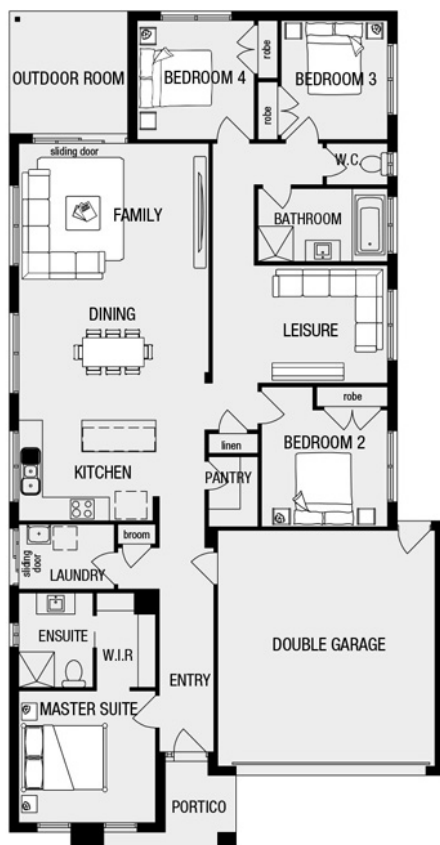 OUTDOOR ROOM
BEDROOM 4
robe
BEDROOM 3
robe
sliding door
W.C.
FAMILY
BATHROOM
DINING
LEISURE
robe
linen
BEDROOM 2
KITCHEN
PANTRY
broom
sliding
door
LAUNDRY
ENSUITE
W.I.R
DOUBLE GARAGE
ENTRY
MASTER SUITE
PORTICO